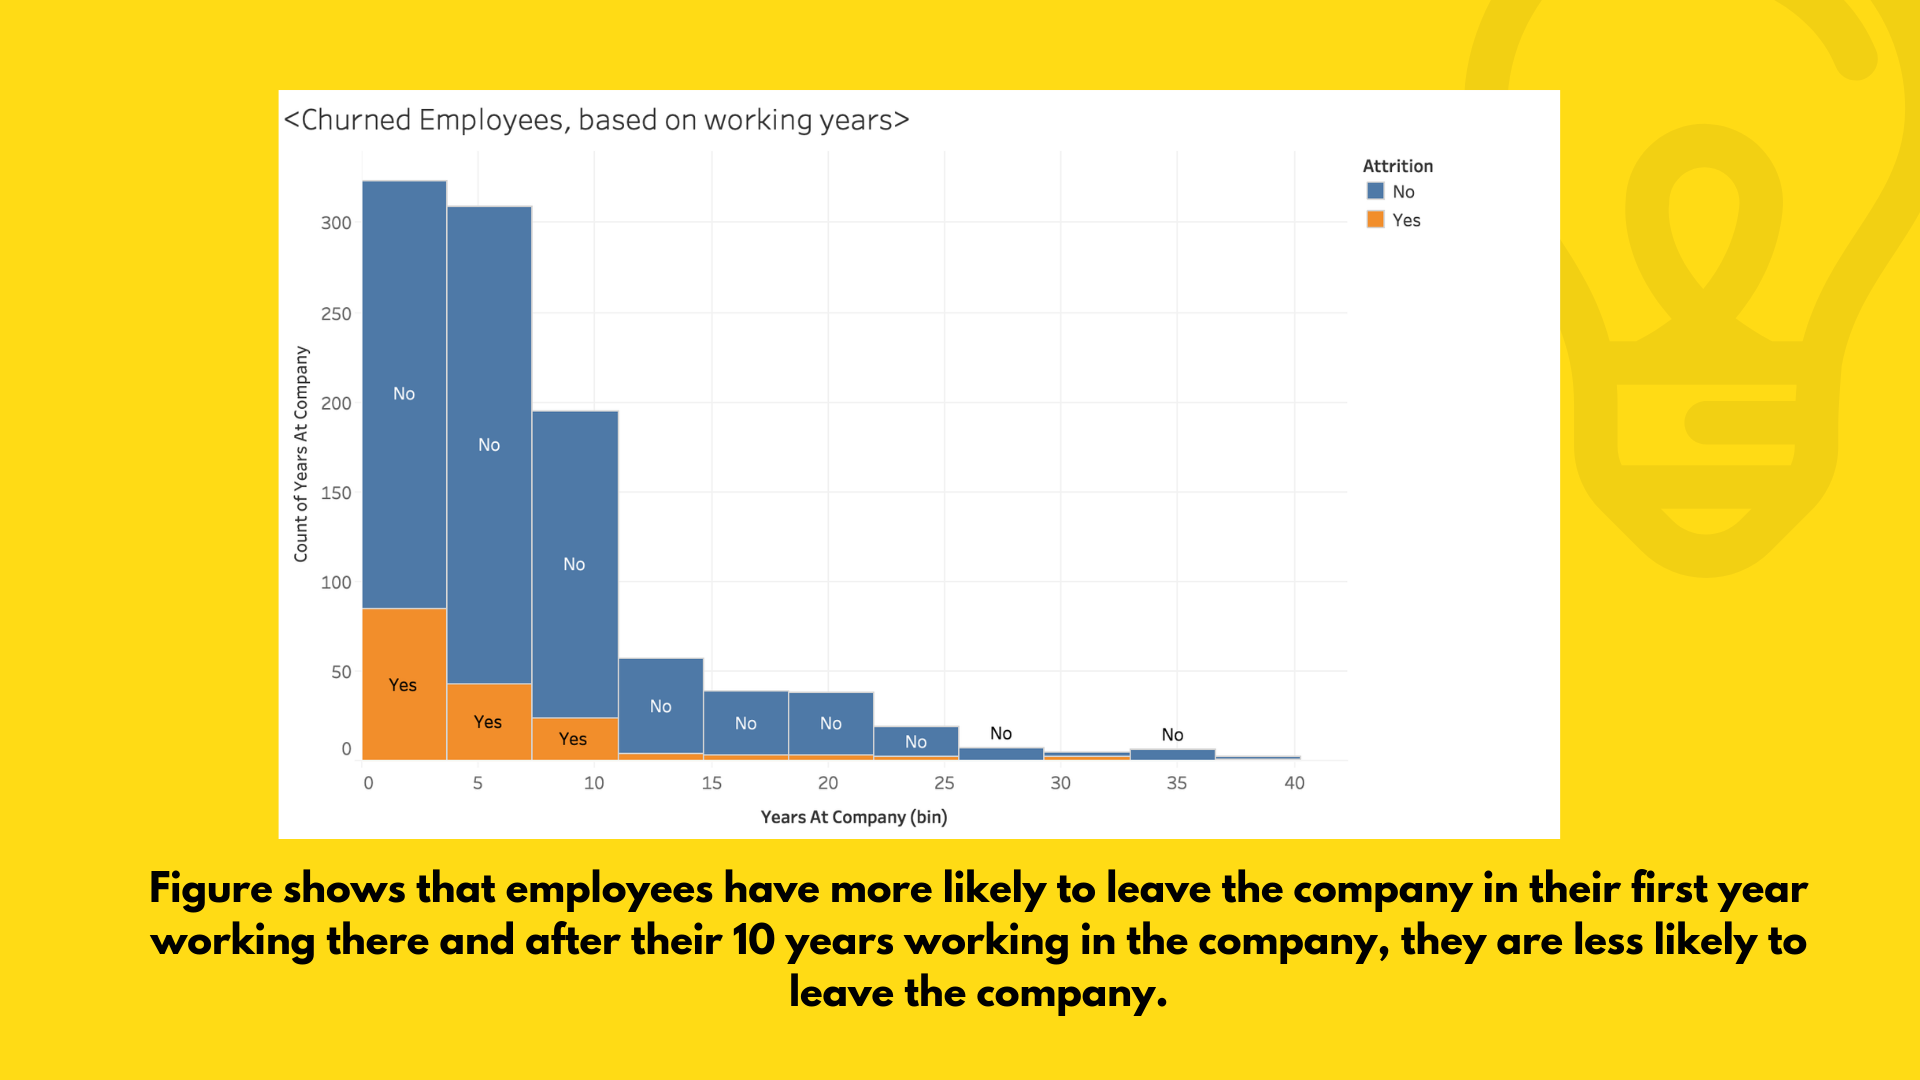 <Churned Employees, based on working years>
Attrition
No
Yes
Count of Years At Company
300
250
200
150
100
50
0
No
No
No
No
No
No
No
No
No
Yes
Yes
Yes
0 5 10 15 20 25 30 35 40
Years At Company (bin)
Figure shows that employees have more likely to leave the company in their first year
working there and after their 10 years working in the company, they are less likely to
leave the company.